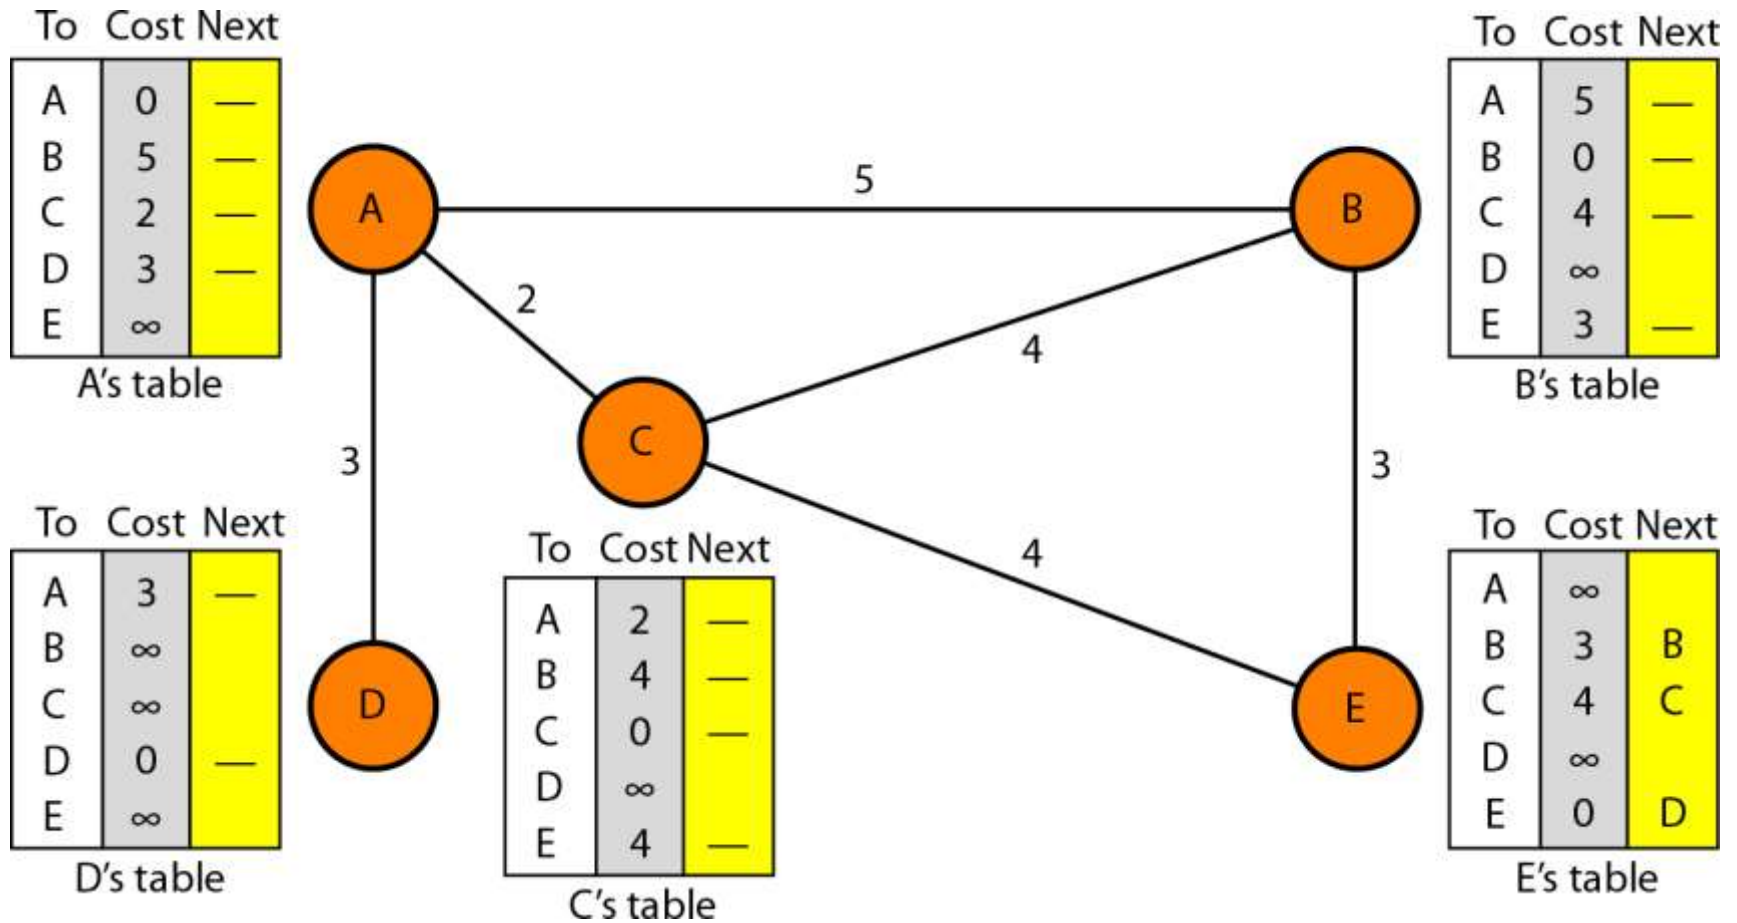 To Cost Next
A 0 —
B 5 —
C 2 —
D 3 —
E ∞
A's table
To Cost Next
A 5 —
B 0 —
C 4 —
D ∞
E 3 —
B's table
A
5
B
2
4
C
3
3
4
D
E
To Cost Next
A 3 —
B ∞
C ∞
D 0 —
E ∞
D's table
To Cost Next
A 2 —
B 4 —
C 0 —
D ∞
E 4 —
C's table
To Cost Next
A ∞
B 3 B
C 4 C
D ∞
E 0 D
E's table